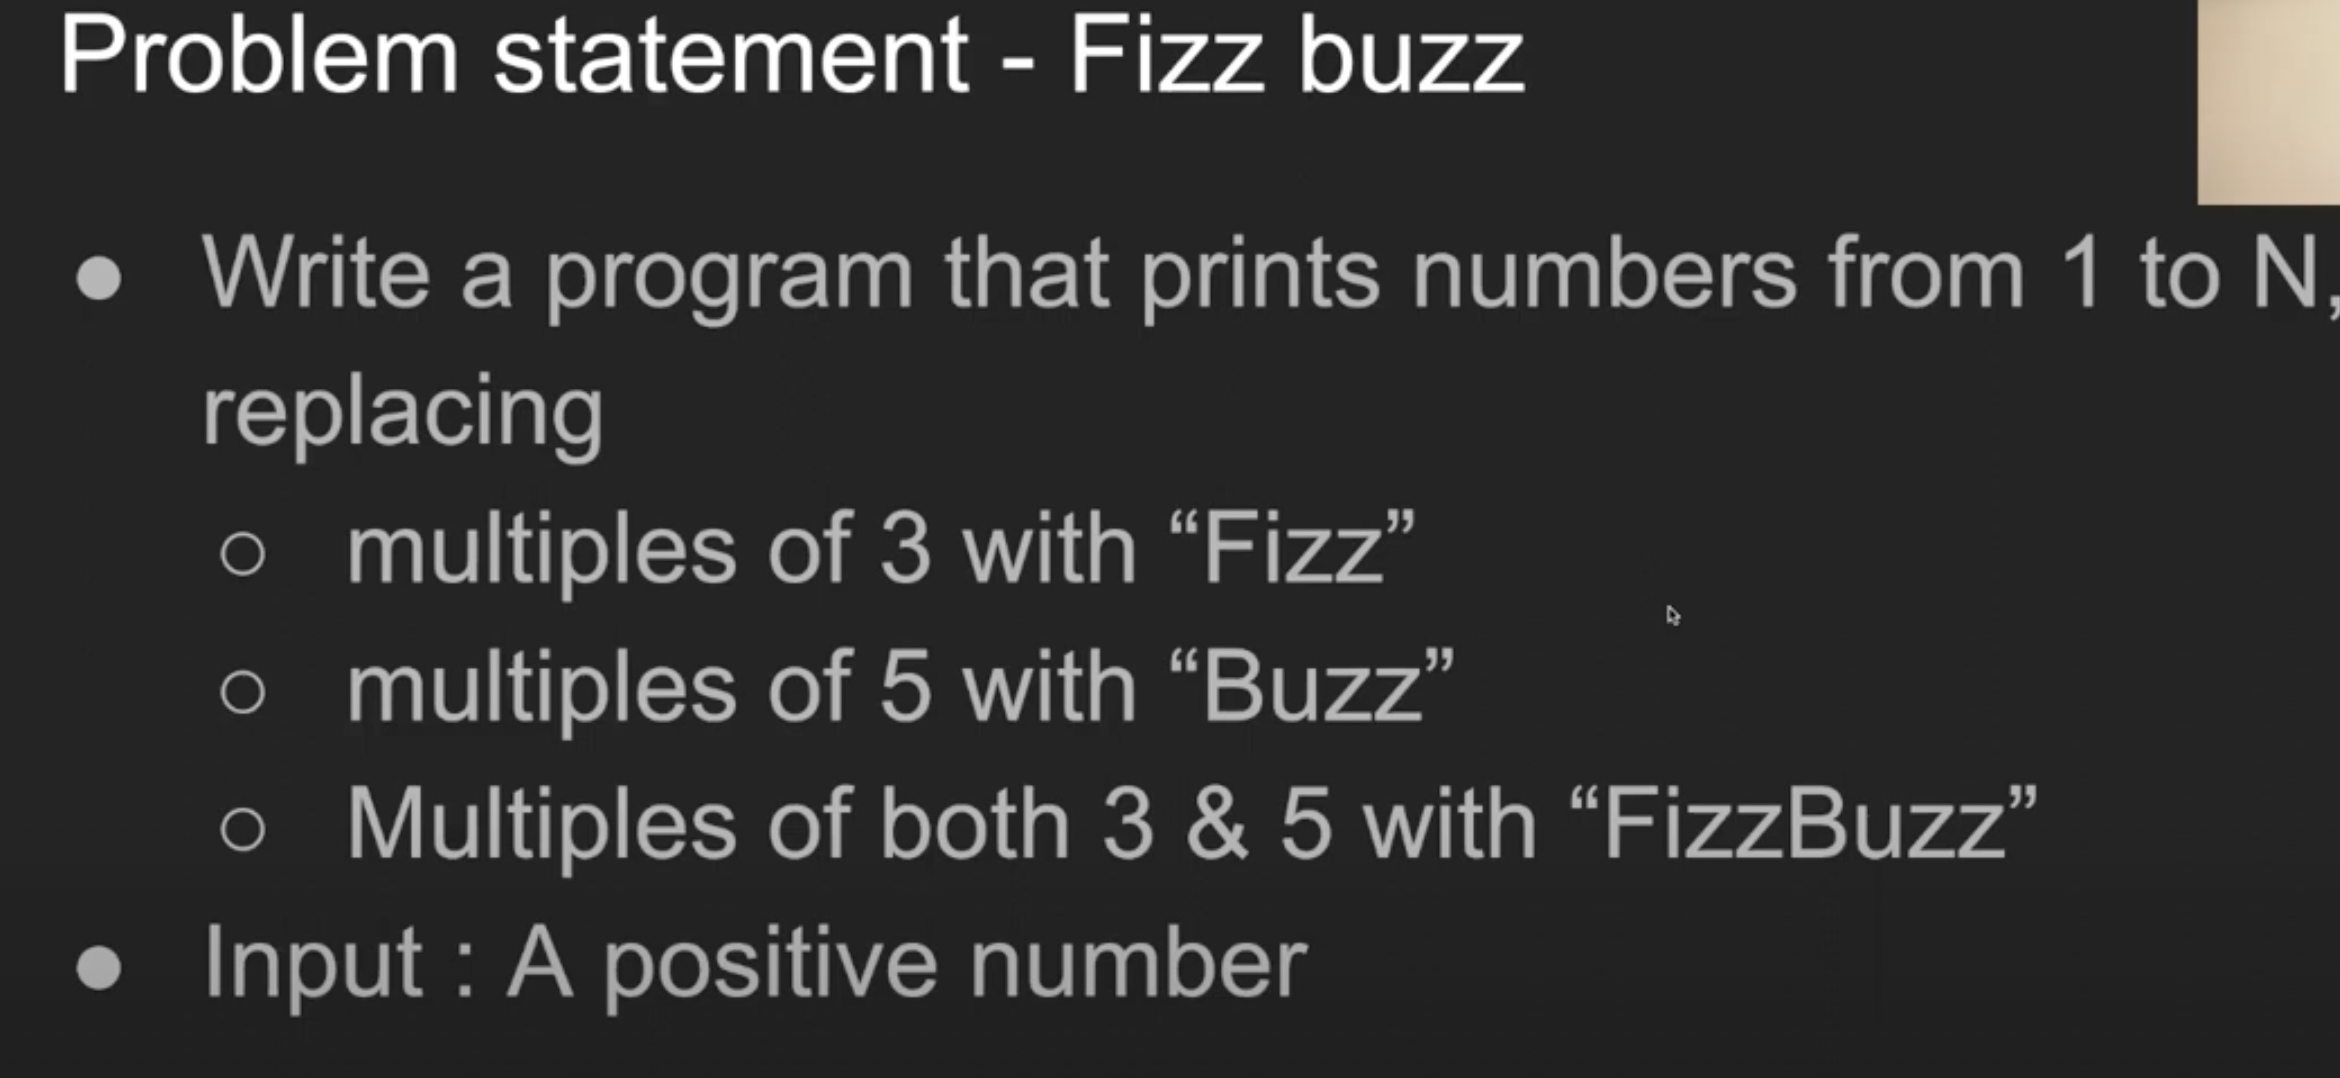 Problem statement - Fizz buzz
● Write a program that prints numbers from 1 to N,
replacing
○ multiples of 3 with “Fizz”
○ multiples of 5 with “Buzz”
○ Multiples of both 3 & 5 with “FizzBuzz”
● Input : A positive number